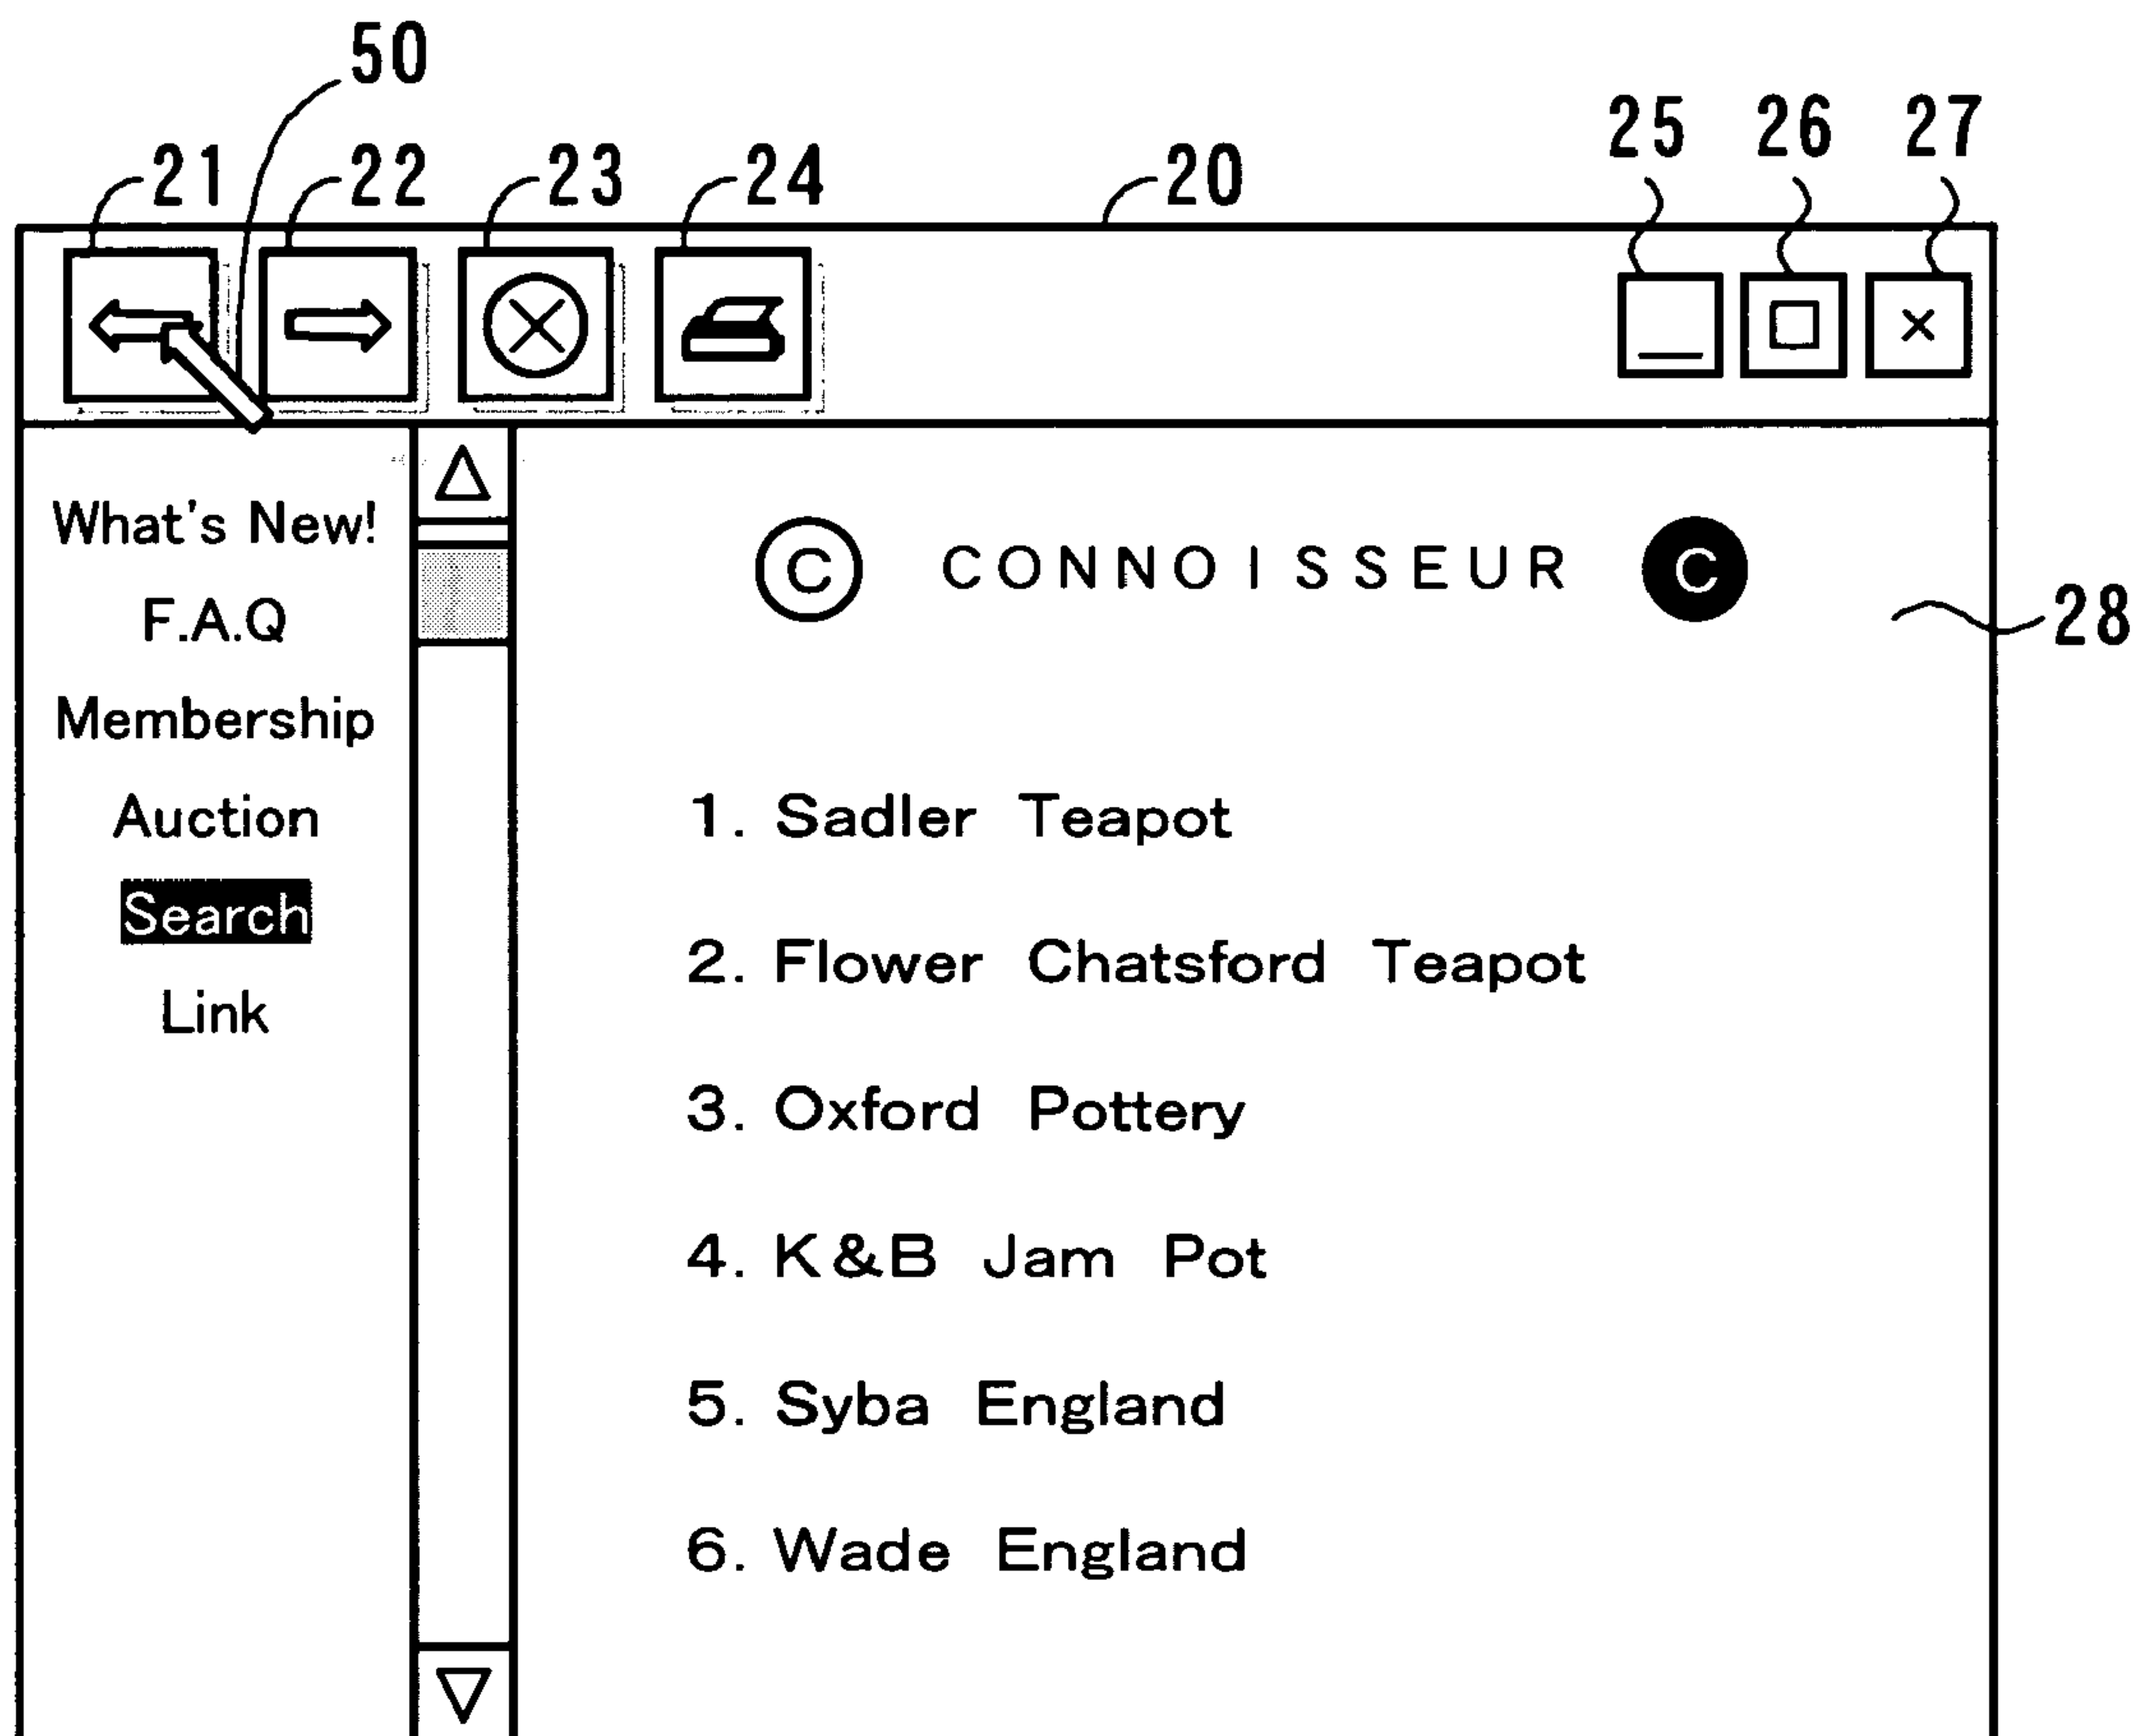 50
25 26 27
21 22 23 24 20
What's New!
F.A.Q
Membership
Auction
Search
Link
© CONNOISSEUR ©
28
1. Sadler Teapot
2. Flower Chatsford Teapot
3. Oxford Pottery
4. K&B Jam Pot
5. Syba England
6. Wade England